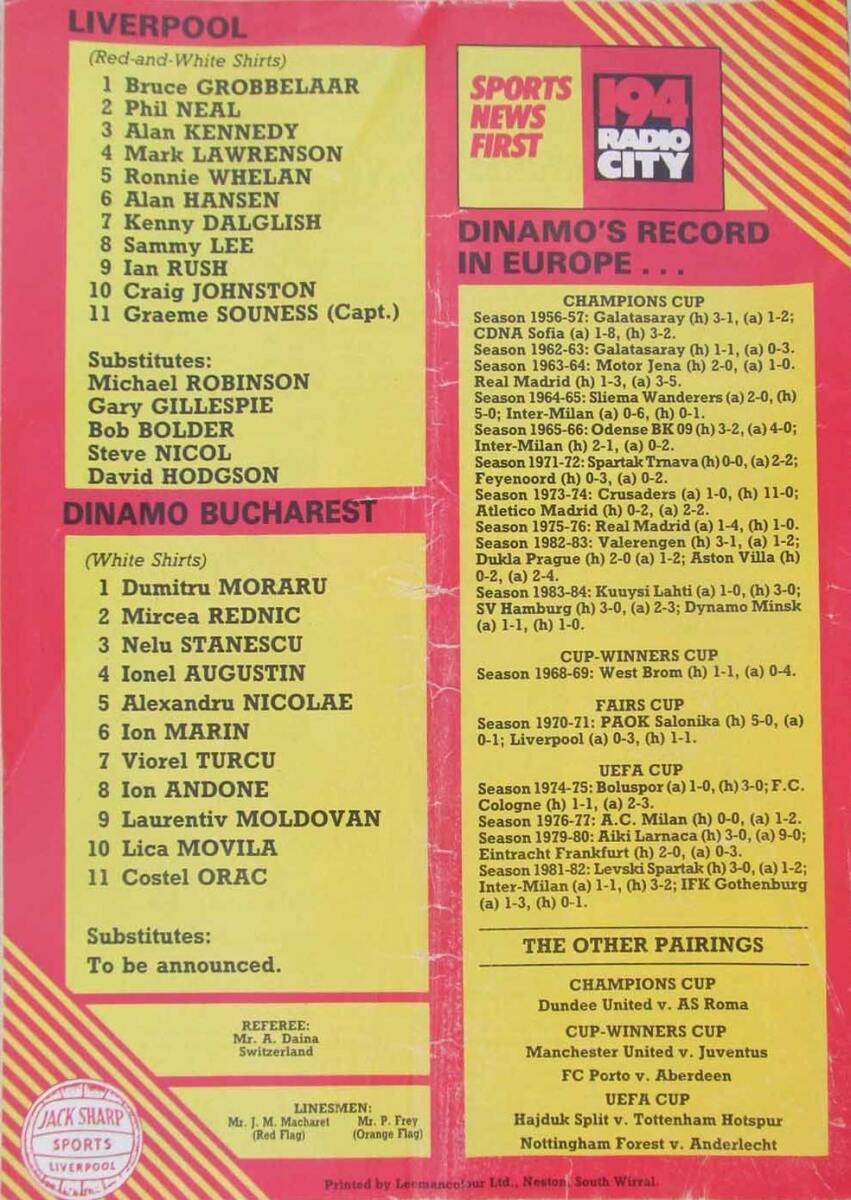 LIVERPOOL
(Red-and-White Shirts)
1 Bruce GROBBELAAR
2 Phil NEAL
3 Alan KENNEDY
4 Mark LAWRENSON
5 Ronnie WHELAN
6 Alan HANSEN
7 Kenny DALGLISH
8 Sammy LEE
9 Ian RUSH
10 Craig JOHNSTON
11 Graeme SOUNESS (Capt.)
Substitutes:
Michael ROBINSON
Gary GILLESPIE
Bob BOLDER
Steve NICOL
David HODGSON
DINAMO BUCHAREST
(White Shirts)
1 Dumitru MORARU
2 Mircea REDNIC
3 Nelu STANESCU
4 Ionel AUGUSTIN
5 Alexandru NICOLAE
6 Ion MARIN
7 Viorel TURCU
8 Ion ANDONE
9 Laurentiv MOLDOVAN
10 Lica MOVILA
11 Costel ORAC
Substitutes:
To be announced.
REFEREE:
Mr. A. Daina
Switzerland
LINESMEN:
Mr. J. M. Macharet Mr. P. Frey
(Red Flag) (Orange Flag)
JACK SHARP
SPORTS
LIVERPOOL
SPORTS
NEWS
FIRST
194
RADIO
CITY
DINAMO'S RECORD
IN EUROPE . . .
CHAMPIONS CUP
Season 1956-57: Galatasaray (h) 3-1, (a) 1-2;
CDNA Sofia (a) 1-8, (h) 3-2.
Season 1962-63: Galatasaray (h) 1-1, (a) 0-3.
Season 1963-64: Motor Jena (h) 2-0, (a) 1-0.
Real Madrid (h) 1-3, (a) 3-5.
Season 1964-65: Sliema Wanderers (a) 2-0, (h)
5-0; Inter-Milan (a) 0-6, (h) 0-1.
Season 1965-66: Odense BK 09 (h) 3-2, (a) 4-0;
Inter-Milan (h) 2-1, (a) 0-2.
Season 1971-72: Spartak Trnava (h) 0-0, (a) 2-2;
Feyenoord (h) 0-3, (a) 0-2.
Season 1973-74: Crusaders (a) 1-0, (h) 11-0;
Atletico Madrid (h) 0-2, (a) 2-2.
Season 1975-76: Real Madrid (a) 1-4, (h) 1-0.
Season 1982-83: Valerengen (h) 3-1, (a) 1-2;
Dukla Prague (h) 2-0 (a) 1-2; Aston Villa (h)
0-2, (a) 2-4.
Season 1983-84: Kuuysi Lahti (a) 1-0, (h) 3-0;
SV Hamburg (h) 3-0, (a) 2-3; Dynamo Minsk
(a) 1-1, (h) 1-0.
CUP-WINNERS CUP
Season 1968-69: West Brom (h) 1-1, (a) 0-4.
FAIRS CUP
Season 1970-71: PAOK Salonika (h) 5-0, (a)
0-1; Liverpool (a) 0-3, (h) 1-1.
UEFA CUP
Season 1974-75: Boluspor (a) 1-0, (h) 3-0; F.C.
Cologne (h) 1-1, (a) 2-3.
Season 1976-77: A.C. Milan (h) 0-0, (a) 1-2.
Season 1979-80: Aiki Larnaca (h) 3-0, (a) 9-0;
Eintracht Frankfurt (h) 2-0, (a) 0-3.
Season 1981-82: Levski Spartak (h) 3-0, (a) 1-2;
Inter-Milan (a) 1-1, (h) 3-2; IFK Gothenburg
(a) 1-3, (h) 0-1.
THE OTHER PAIRINGS
CHAMPIONS CUP
Dundee United v. AS Roma
CUP-WINNERS CUP
Manchester United v. Juventus
FC Porto v. Aberdeen
UEFA CUP
Hajduk Split v. Tottenham Hotspur
Nottingham Forest v. Anderlecht
Printed by Leemancolour Ltd., Neston, South Wirral.